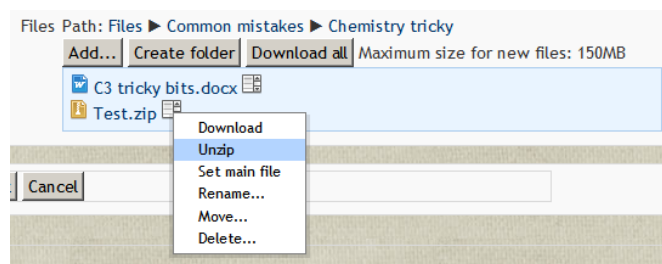 Files Path: Files ► Common mistakes ► Chemistry tricky
Add... Create folder Download all Maximum size for new files: 150MB
C3 tricky bits.docx
Test.zip
Download
Unzip
Set main file
Rename...
Move...
Delete...
Cancel